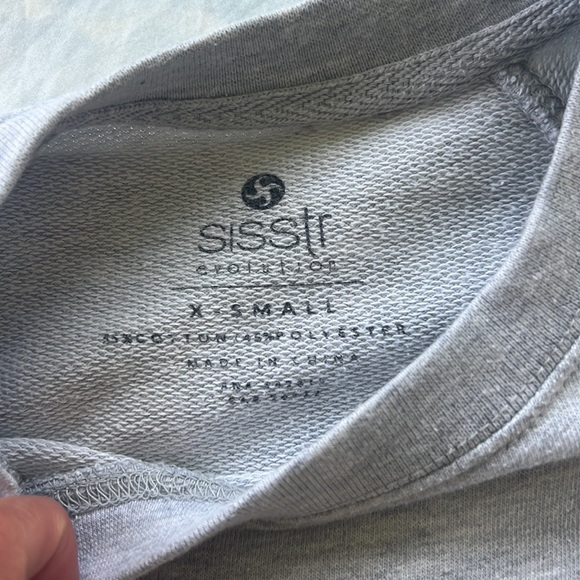 sisstr
evolution
X-SMALL
55%COTTON/45%POLYESTER
MADE IN CHINA